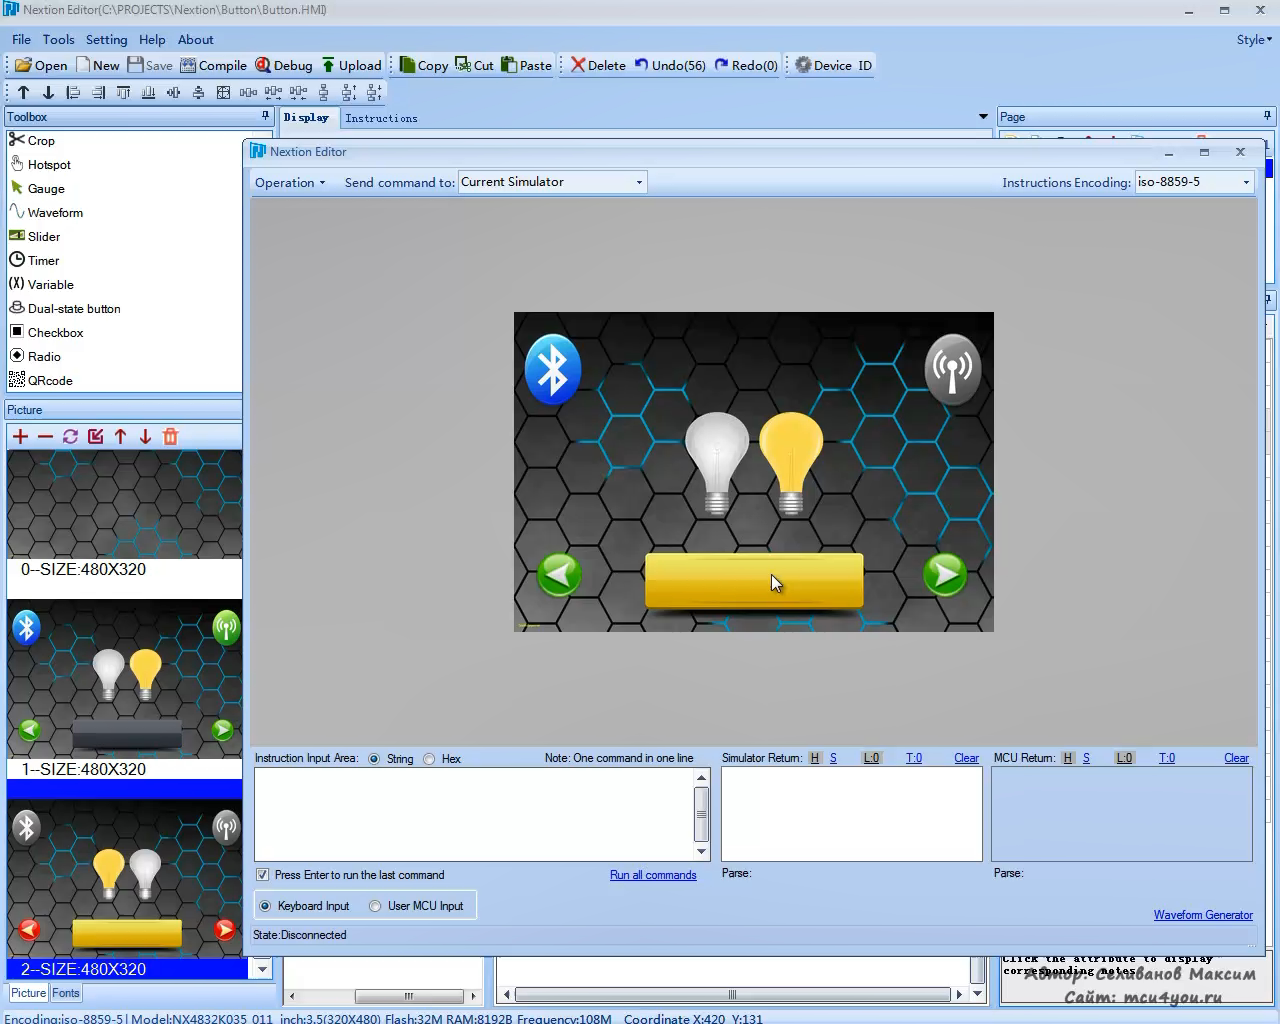 Nextion Editor(C:\PROJECTS\Nextion\Button\Button.HMI)
File Tools Setting Help About
Style
Open New Save Compile Debug Upload Copy Cut Paste Delete Undo(56) Redo(0) Device ID
Toolbox
Display Instructions
Page
Crop
Hotspot
Gauge
Waveform
Slider
Timer
(X) Variable
Dual-state button
Checkbox
Radio
QRcode
Nextion Editor
Operation Send command to: Current Simulator
Instructions Encoding: iso-8859-5
Picture
0--SIZE:480X320
1--SIZE:480X320
2--SIZE:480X320
Picture Fonts
Instruction Input Area: String Hex Note: One command in one line
Simulator Return: H S L:0 T:0 Clear
MCU Return: H S L:0 T:0 Clear
Press Enter to run the last command Run all commands
Parse:
Parse:
Keyboard Input User MCU Input
Waveform Generator
State:Disconnected
Click the attribute to display
corresponding notes
Автор: Селиванов Максим
Сайт: mcu4you.ru
Encoding:iso-8859-5 Model:NX4832K035_011 inch:3.5(320X480) Flash:32M RAM:8192B Frequency:108M Coordinate X:420 Y:131